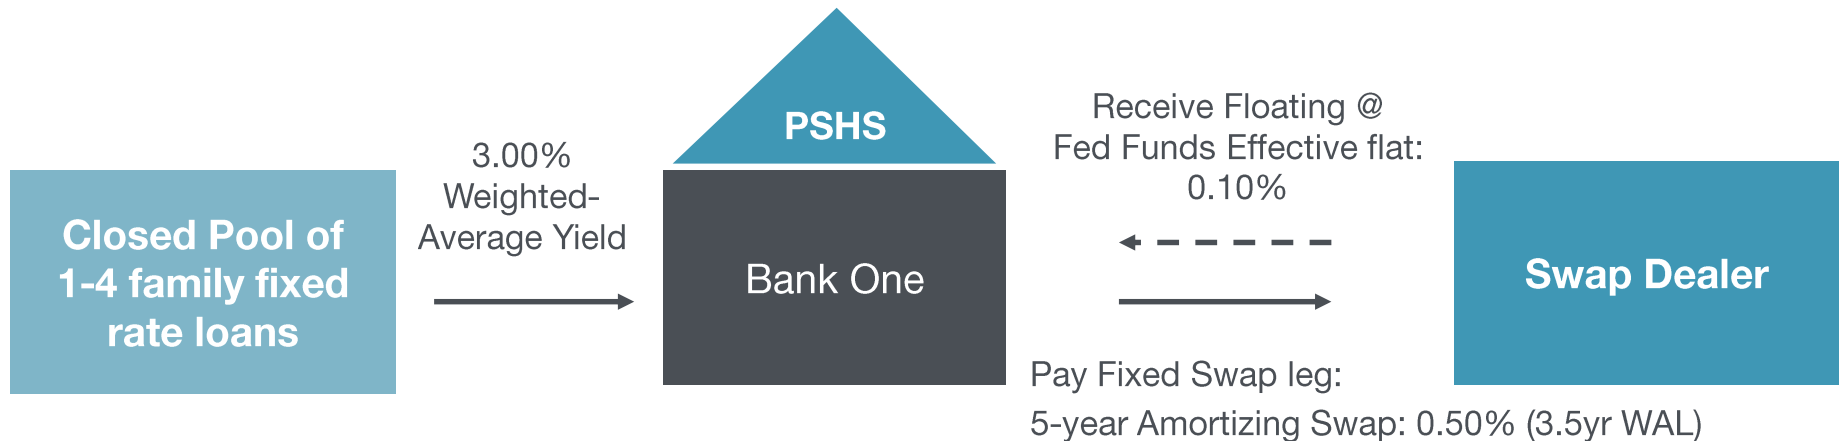 Closed Pool of
1-4 family fixed
rate loans
3.00%
Weighted-
Average Yield
PSHS
Bank One
Receive Floating @
Fed Funds Effective flat:
0.10%
Pay Fixed Swap leg:
5-year Amortizing Swap: 0.50% (3.5yr WAL)
Swap Dealer